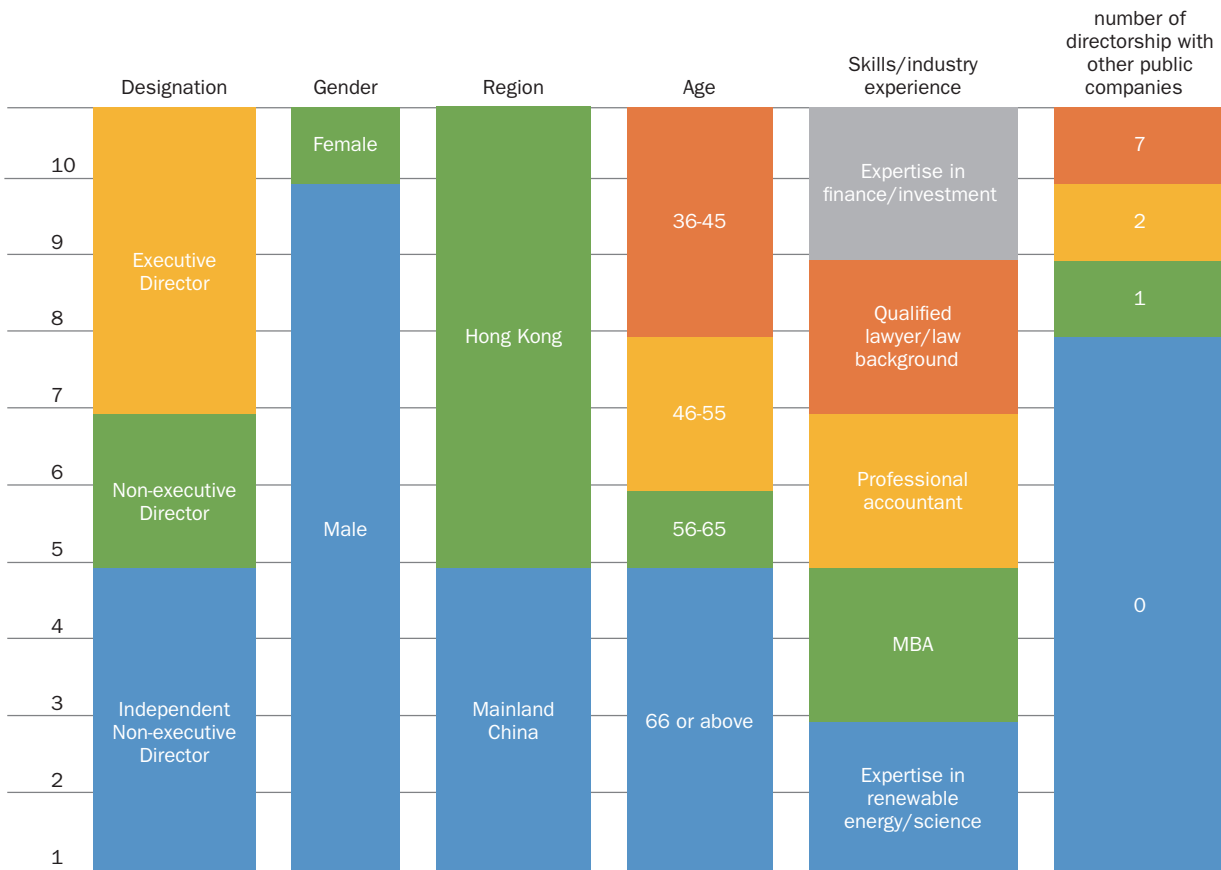 Designation
Gender
Region
Age
Skills/industry
experience
number of
directorship with
other public
companies
10
9
8
7
6
5
4
3
2
1
Executive
Director
Non-executive
Director
Independent
Non-executive
Director
Female
Male
Hong Kong
Mainland
China
36-45
46-55
56-65
66 or above
Expertise in
finance/investment
Qualified
lawyer/law
background
Professional
accountant
MBA
Expertise in
renewable
energy/science
7
2
1
0